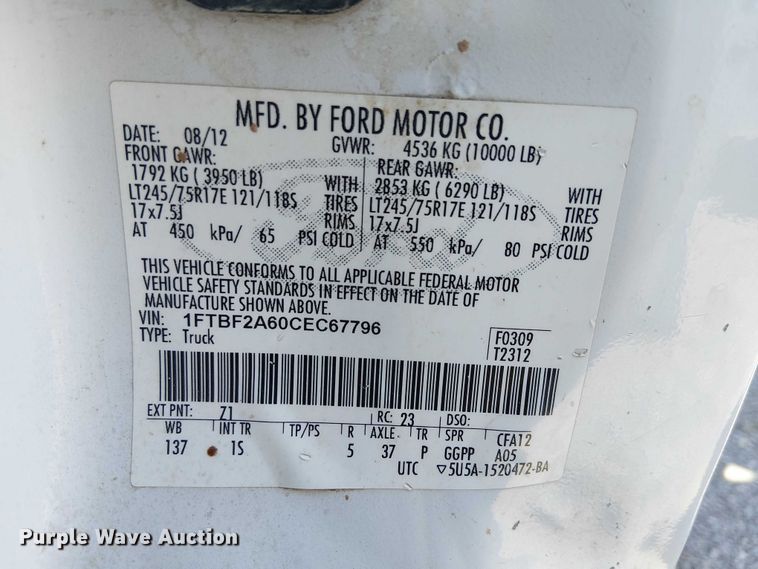 MFD. BY FORD MOTOR CO.
DATE: 08/12 GVWR: 4536 KG (10000 LB)
FRONT GAWR: REAR GAWR:
1792 KG ( 3950 LB) WITH 2853 KG ( 6290 LB) WITH
LT245/75R17E 121/118S TIRES LT245/75R17E 121/118S TIRES
17x7.5J RIMS 17x7.5J RIMS
AT 450 kPa/ 65 PSI COLD AT 550 kPa/ 80 PSI COLD
THIS VEHICLE CONFORMS TO ALL APPLICABLE FEDERAL MOTOR
VEHICLE SAFETY STANDARDS IN EFFECT ON THE DATE OF
MANUFACTURE SHOWN ABOVE.
VIN: 1FTBF2A60CEC67796
TYPE: Truck F0309
T2312
EXT PNT: Z1 RC: 23 DSO:
WB INT TR TP/PS R AXLE TR SPR CFA12
137 1S 5 37 P GGPP A05
UTC ▽5U5A-1520472-BA
Purple Wave Auction